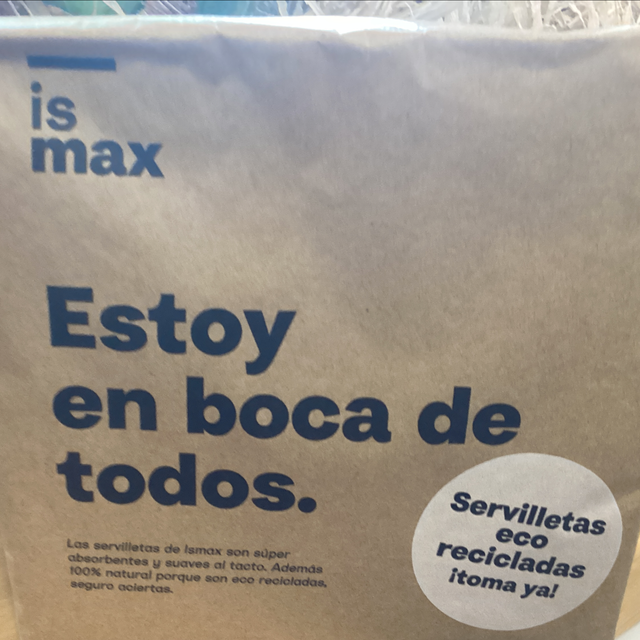 is
max
Estoy
en boca de
todos.
Las servilletas de Ismax son súper
absorbentes y suaves al tacto. Además
100% natural porque son eco recicladas,
seguro aciertas.
Servilletas
eco
recicladas
¡toma ya!